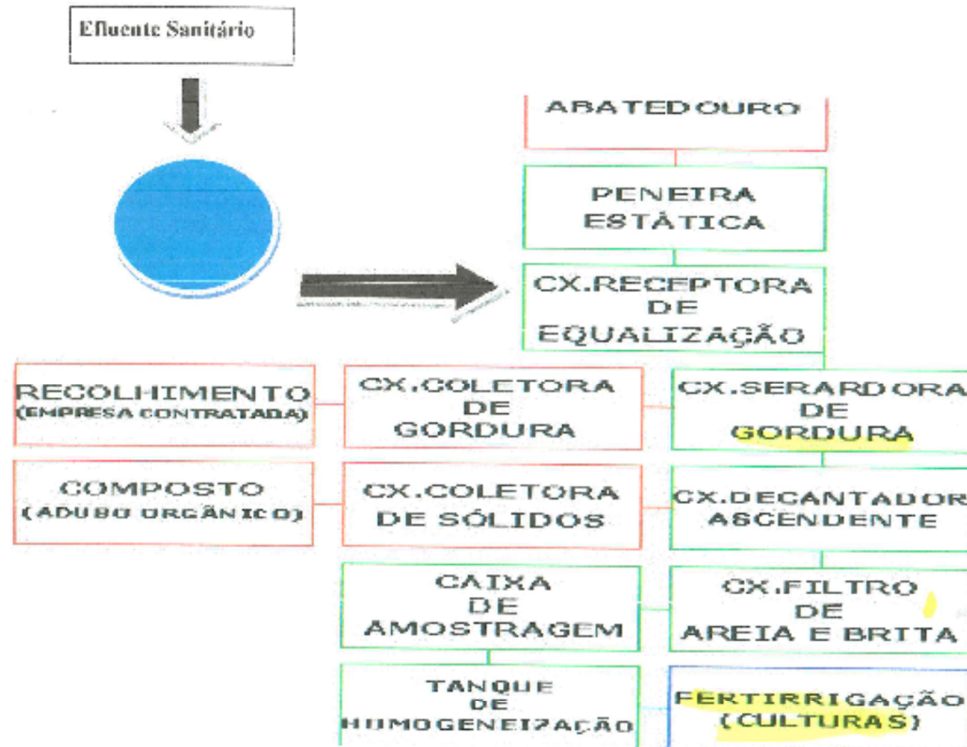 Efluente Sanitário
ABATEDOURO
PENEIRA
ESTÁTICA
CX.RECEPTORA
DE
EQUALIZAÇÃO
RECOLHIMENTO
(EMPRESA CONTRATADA)
CX.COLETORA
DE
GORDURA
CX.SERARDORA
DE
GORDURA
COMPOSTO
(ADUBO ORGÂNICO)
CX.COLETORA
DE SÓLIDOS
CX.DECANTADOR
ASCENDENTE
CAIXA
DE
AMOSTRAGEM
CX.FILTRO
DE
AREIA E BRITA
TANQUE
DE
HOMOGENEIZAÇÃO
FERTIRRIGAÇÃO
(CULTURAS)